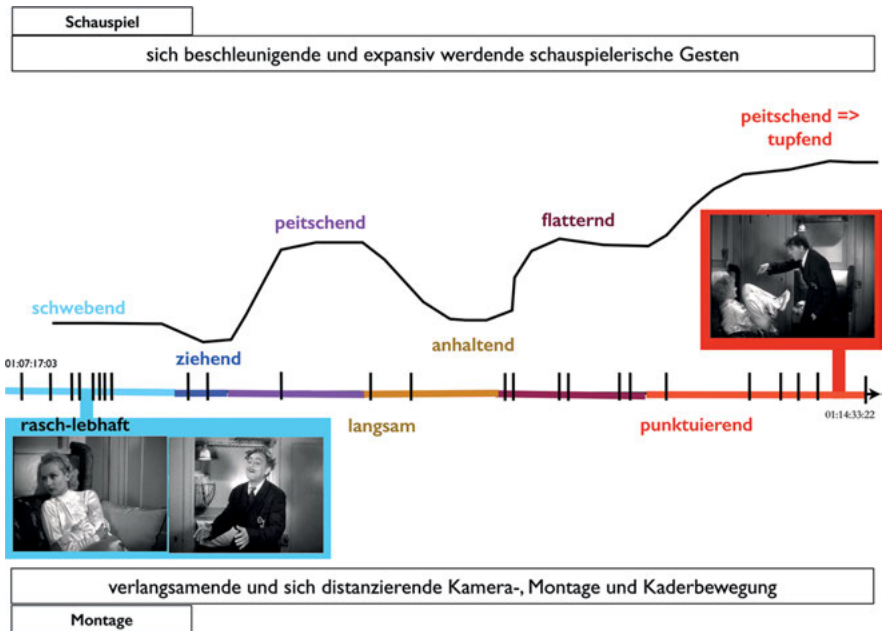 Schauspiel
sich beschleunigende und expansiv werdende schauspielerische Gesten
peitschend =>
tupfend
peitschend
flatternd
schwebend
ziehend
anhaltend
01:07:17:03
01:14:33:22
rasch-lebhaft
langsam
punktuierend
verlangsamende und sich distanzierende Kamera-, Montage und Kaderbewegung
Montage